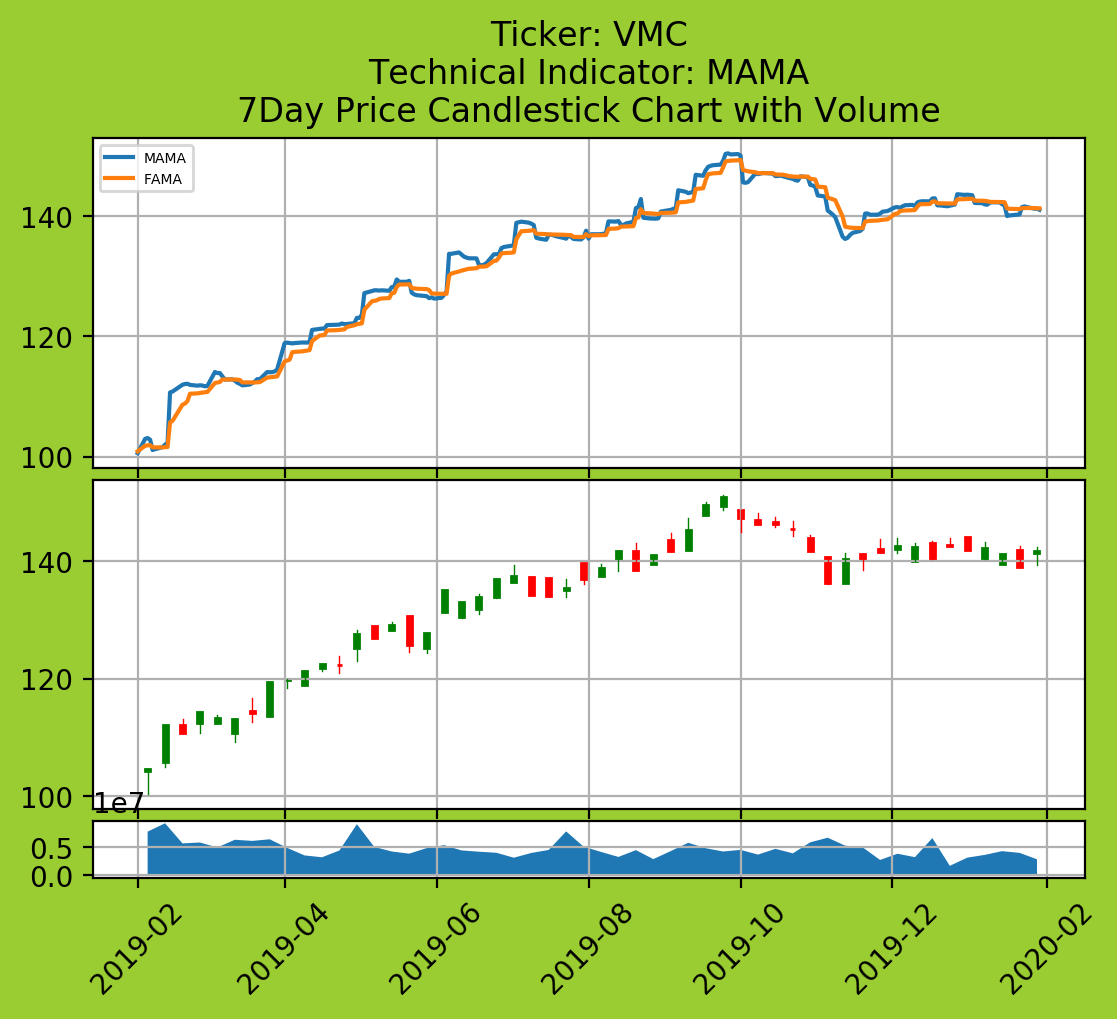 Ticker: VMC
Technical Indicator: MAMA
7Day Price Candlestick Chart with Volume
MAMA
FAMA
140
120
100
140
120
100
1e7
0.5
0.0
2019-02
2019-04
2019-06
2019-08
2019-10
2019-12
2020-02